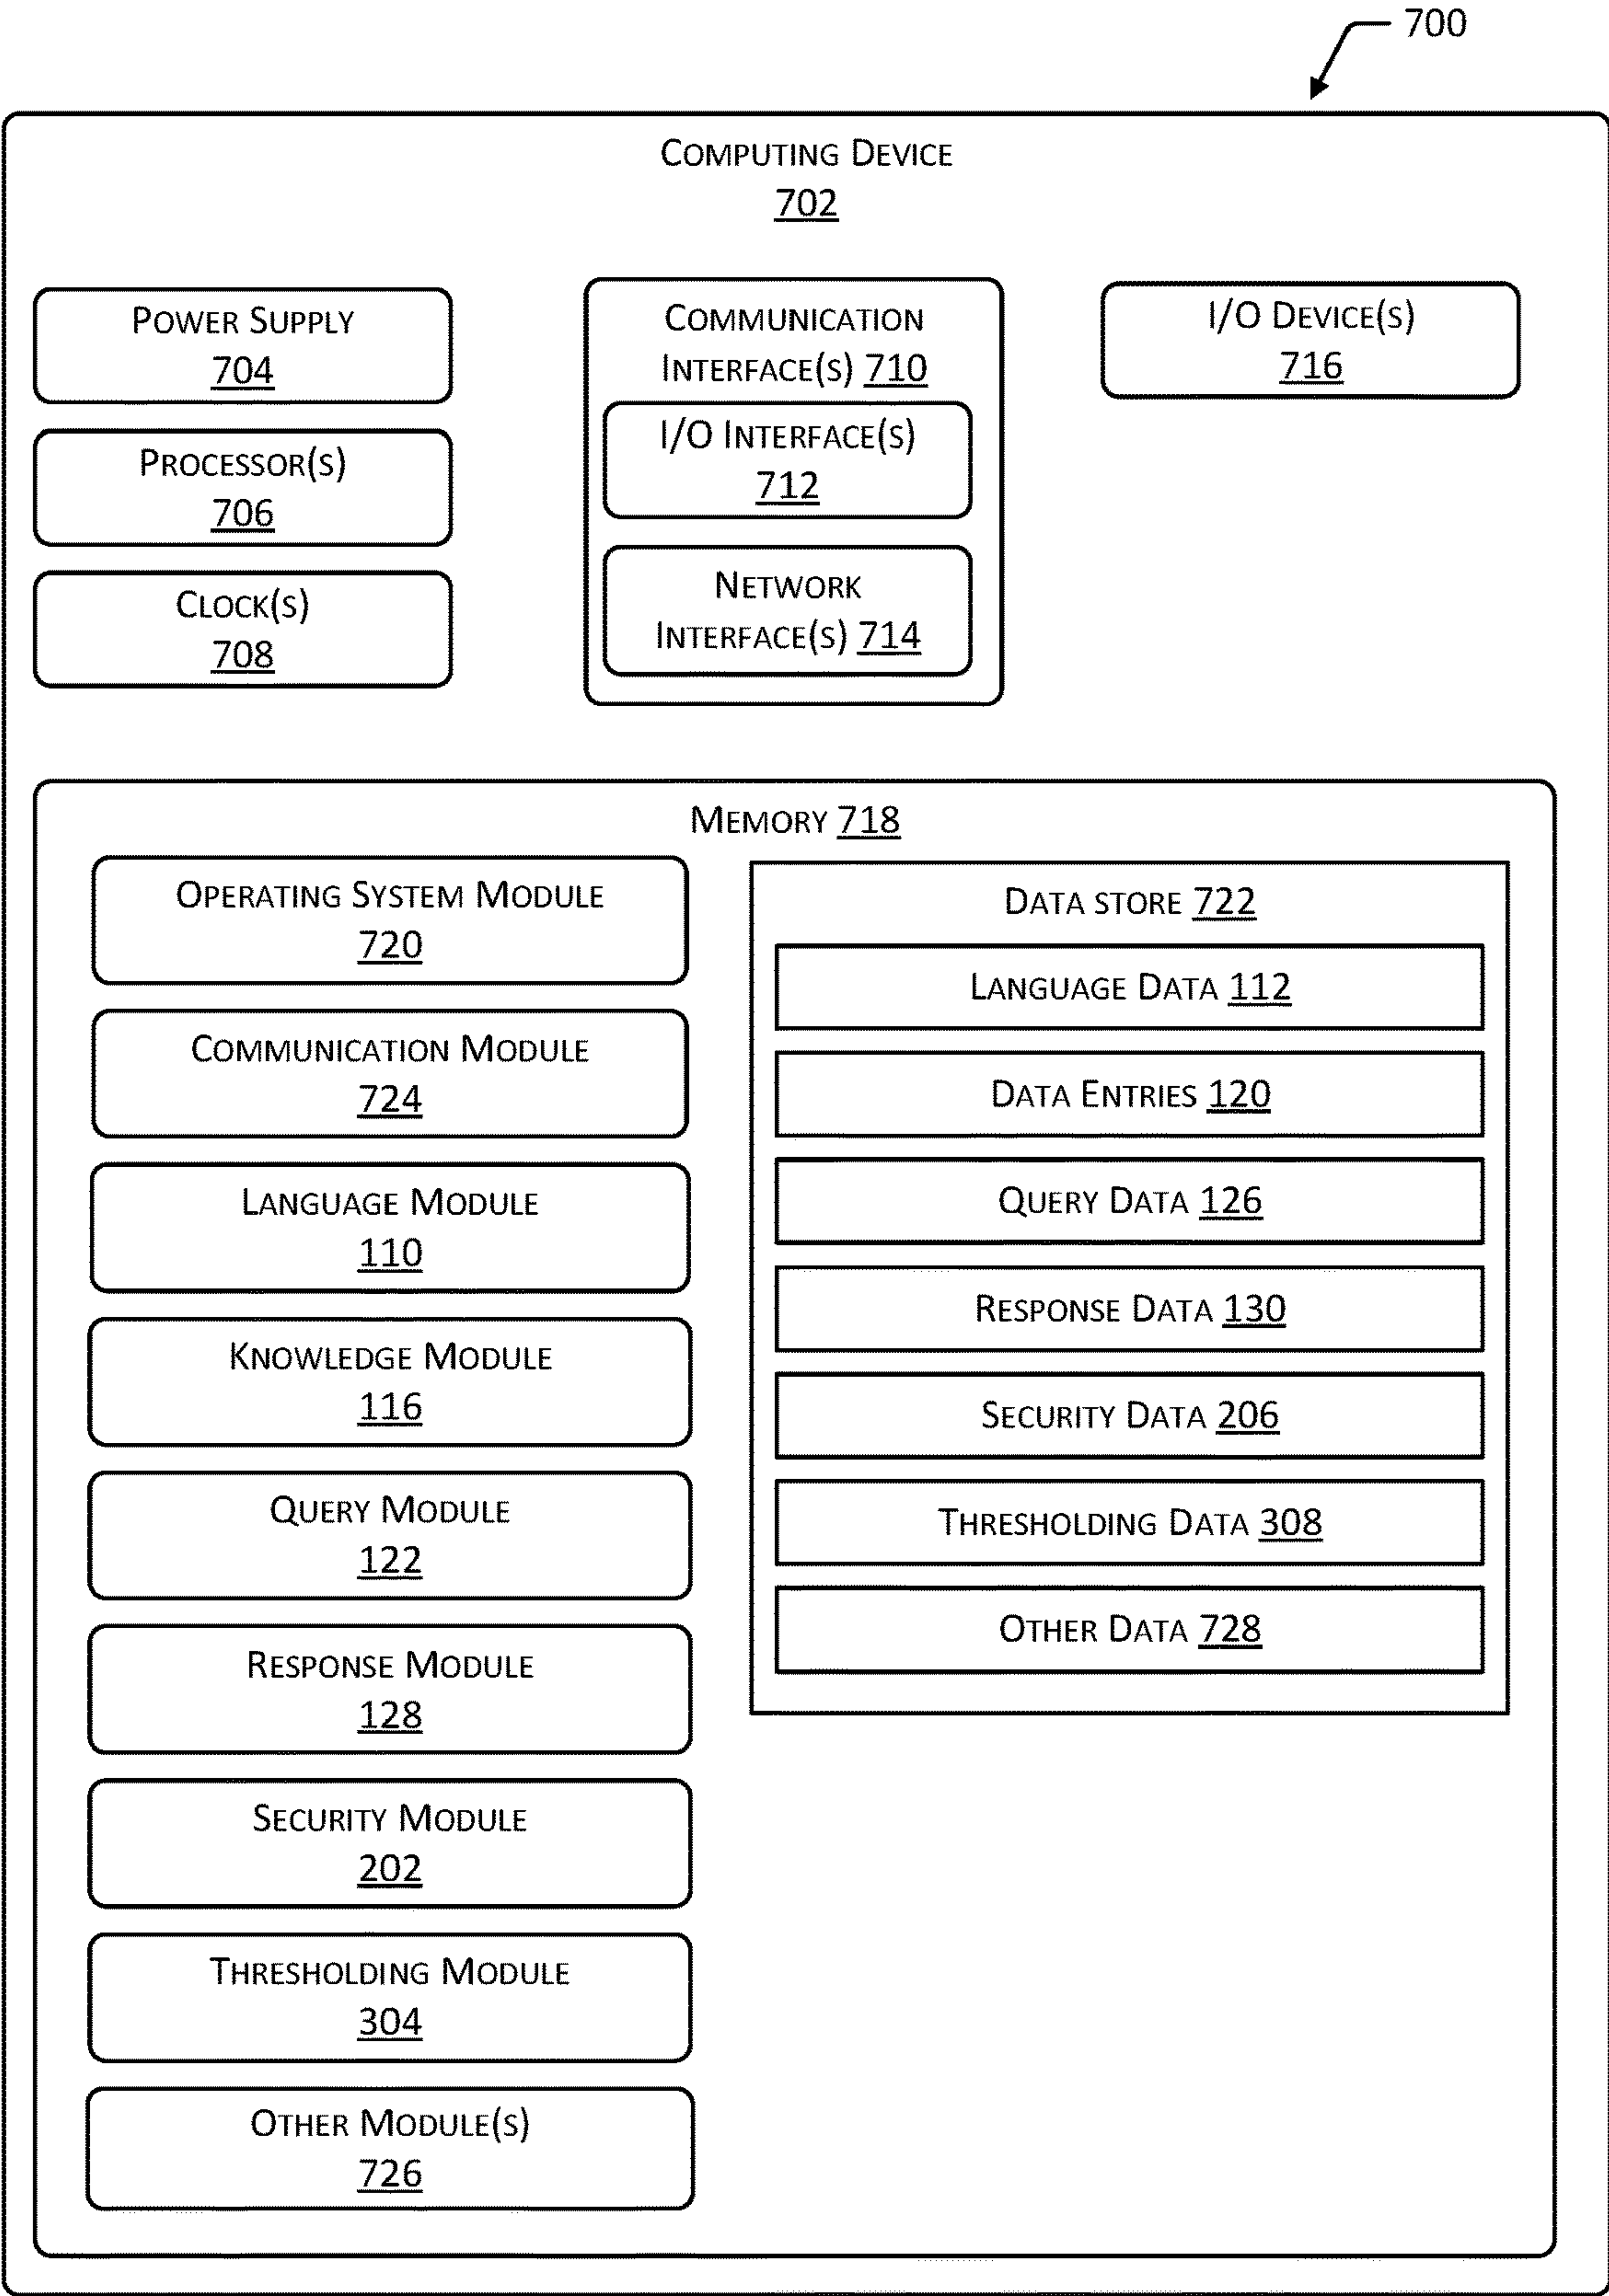 700
COMPUTING DEVICE
702
POWER SUPPLY
704
PROCESSOR(S)
706
CLOCK(S)
708
COMMUNICATION
INTERFACE(S) 710
I/O INTERFACE(S)
712
NETWORK
INTERFACE(S) 714
I/O DEVICE(S)
716
MEMORY 718
OPERATING SYSTEM MODULE
720
COMMUNICATION MODULE
724
LANGUAGE MODULE
110
KNOWLEDGE MODULE
116
QUERY MODULE
122
RESPONSE MODULE
128
SECURITY MODULE
202
THRESHOLDING MODULE
304
OTHER MODULE(S)
726
DATA STORE 722
LANGUAGE DATA 112
DATA ENTRIES 120
QUERY DATA 126
RESPONSE DATA 130
SECURITY DATA 206
THRESHOLDING DATA 308
OTHER DATA 728